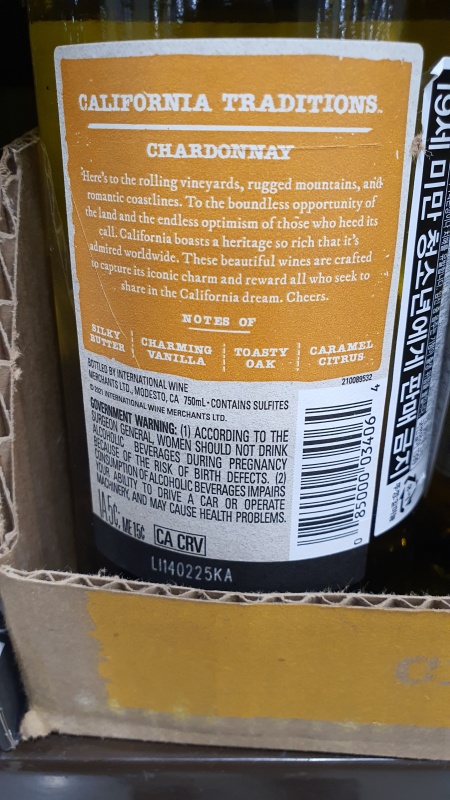 CALIFORNIA TRADITIONS™
CHARDONNAY
Here's to the rolling vineyards, rugged mountains, and
romantic coastlines. To the boundless opportunity of
the land and the endless optimism of those who heed its
call. California boasts a heritage so rich that it's
admired worldwide. These beautiful wines are crafted
to capture its iconic charm and reward all who seek to
share in the California dream. Cheers.
NOTES OF
SILKY BUTTER
CHARMING VANILLA
TOASTY OAK
CARAMEL CITRUS
BOTTLED BY INTERNATIONAL WINE
MERCHANTS LTD., MODESTO, CA 750mL • CONTAINS SULFITES
© 2021 INTERNATIONAL WINE MERCHANTS LTD.
GOVERNMENT WARNING: (1) ACCORDING TO THE
SURGEON GENERAL, WOMEN SHOULD NOT DRINK
ALCOHOLIC BEVERAGES DURING PREGNANCY
BECAUSE OF THE RISK OF BIRTH DEFECTS. (2)
CONSUMPTION OF ALCOHOLIC BEVERAGES IMPAIRS
YOUR ABILITY TO DRIVE A CAR OR OPERATE
MACHINERY, AND MAY CAUSE HEALTH PROBLEMS.
IA 5¢, ME 15¢ CA CRV
210089532
0 85000 03406 4
LI140225KA
19세 미만 청소년에게 판매 금지